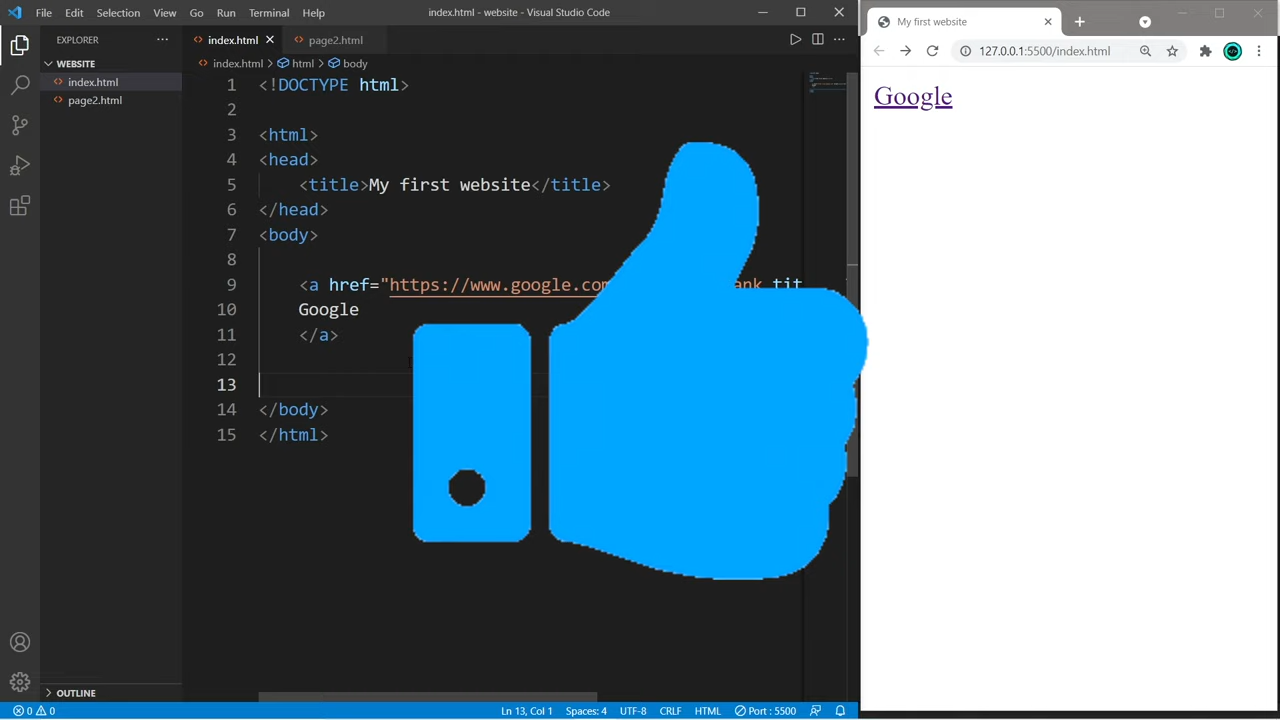 File Edit Selection View Go Run Terminal Help
index.html - website - Visual Studio Code
My first website
EXPLORER
index.html
page2.html
127.0.0.1:5500/index.html
WEBSITE
index.html > html > body
index.html
page2.html
1 <!DOCTYPE html>
2
3 <html>
4 <head>
5 <title>My first website</title>
6 </head>
7 <body>
8
9 <a href="https://www.google.com
10 Google
11 </a>
12
13
14 </body>
15 </html>
Google
OUTLINE
0 0
Ln 13, Col 1 Spaces: 4 UTF-8 CRLF HTML Port : 5500